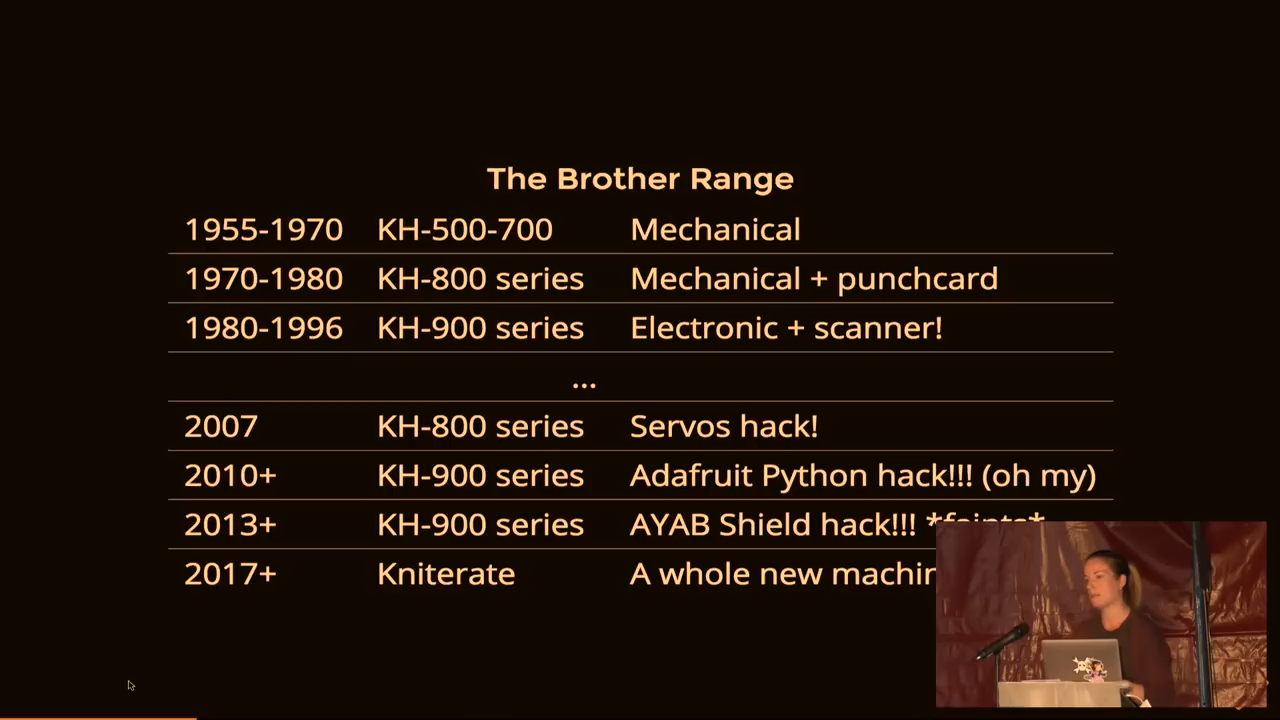 The Brother Range
1955-1970 KH-500-700 Mechanical
1970-1980 KH-800 series Mechanical + punchcard
1980-1996 KH-900 series Electronic + scanner!
...
2007 KH-800 series Servos hack!
2010+ KH-900 series Adafruit Python hack!!! (oh my)
2013+ KH-900 series AYAB Shield hack!!! *faints*
2017+ Kniterate A whole new